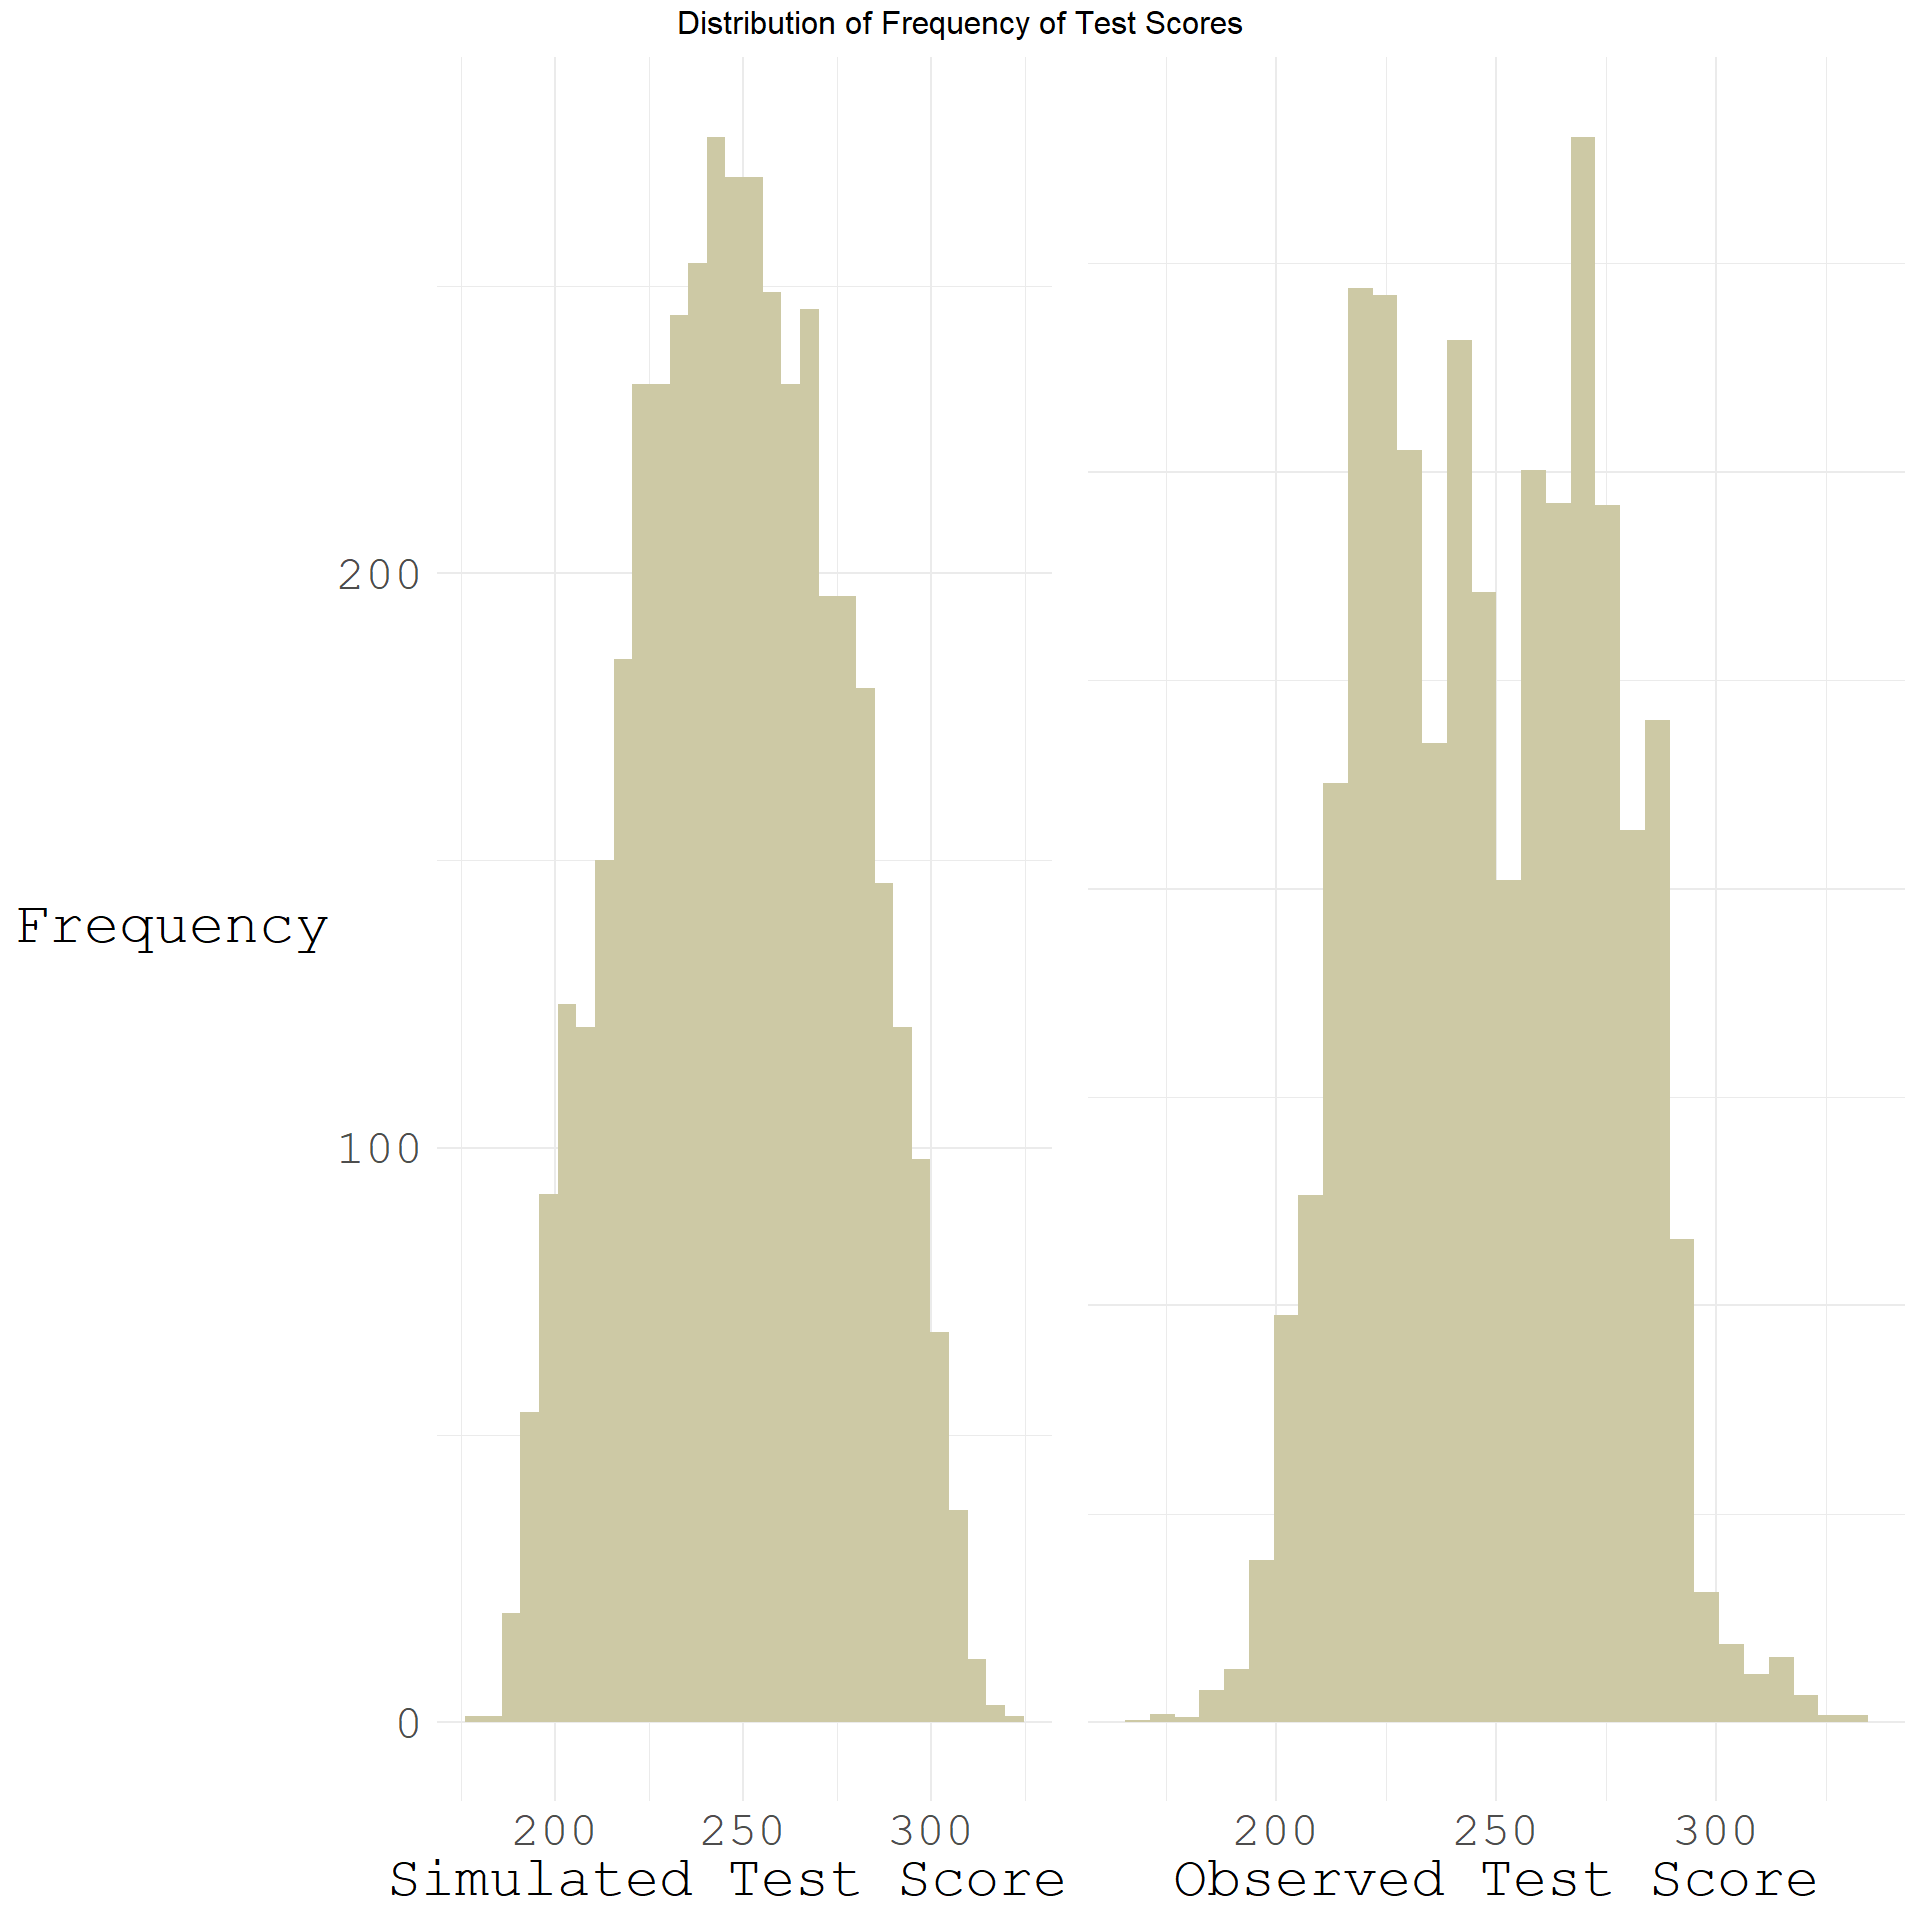 Distribution of Frequency of Test Scores
Frequency
200
100
0
200 250 300
200 250 300
Simulated Test Score
Observed Test Score